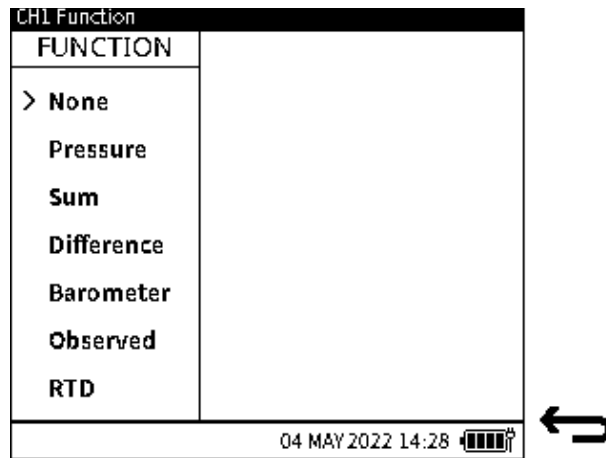 CH1 Function
FUNCTION
> None
Pressure
Sum
Difference
Barometer
Observed
RTD
04 MAY 2022 14:28